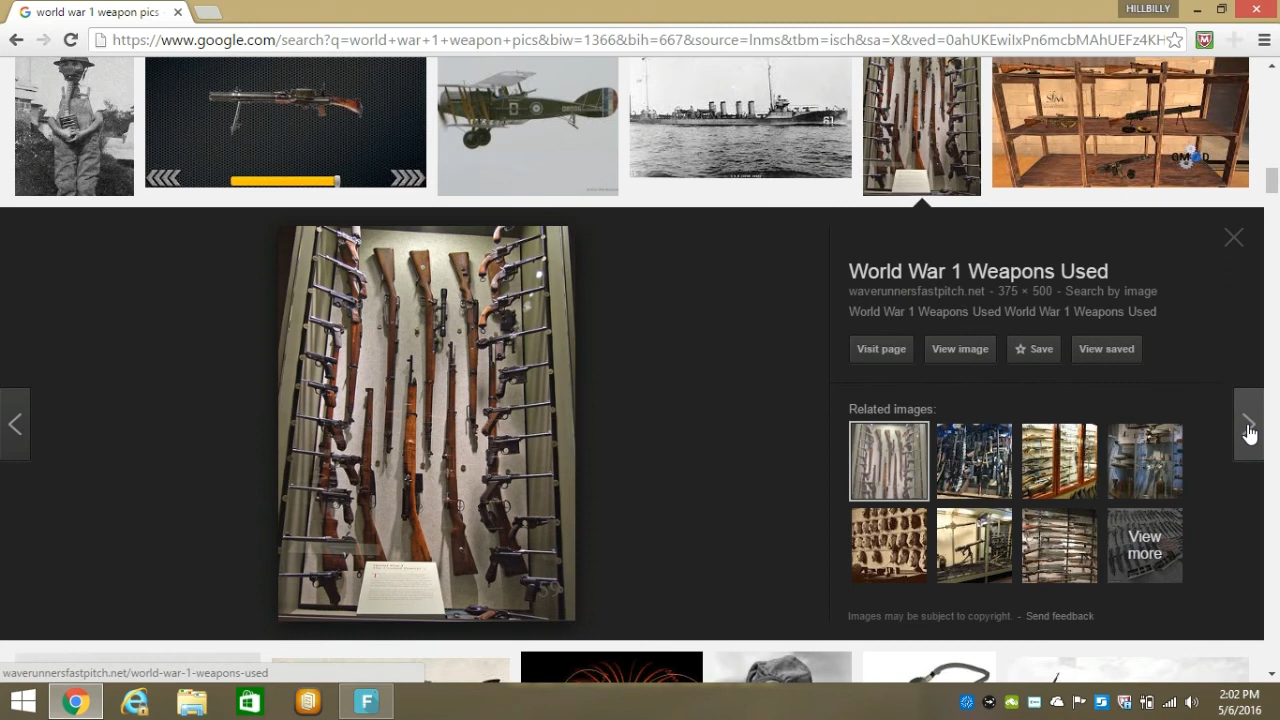 world war 1 weapon pics
HILLBILLY
https://www.google.com/search?q=world+war+1+weapon+pics&biw=1366&bih=667&source=lnms&tbm=isch&sa=X&ved=0ahUKEwiIxPn6mcbMAhUEFz4KH
61
World War 1 Weapons Used
waverunnersfastpitch.net - 375 × 500 - Search by image
World War 1 Weapons Used World War 1 Weapons Used
Visit page
View image
Save
View saved
Related images:
View
more
Images may be subject to copyright. - Send feedback
59
waverunnersfastpitch.net/world-war-1-weapons-used
2:02 PM
5/6/2016